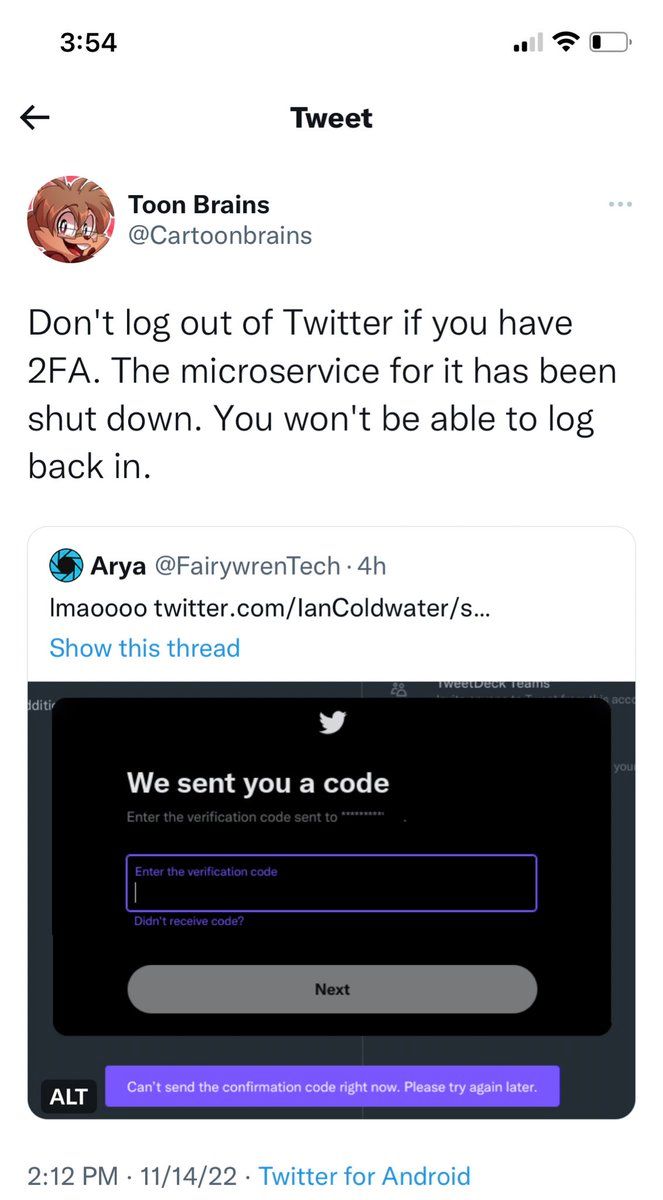 3:54
Tweet
Toon Brains
@Cartoonbrains
Don't log out of Twitter if you have
2FA. The microservice for it has been
shut down. You won't be able to log
back in.
Arya @FairywrenTech · 4h
lmaoooo twitter.com/IanColdwater/s...
Show this thread
TweetDeck Teams
We sent you a code
Enter the verification code sent to ********* .
Enter the verification code
Didn't receive code?
Next
ALT
Can't send the confirmation code right now. Please try again later.
2:12 PM · 11/14/22 · Twitter for Android